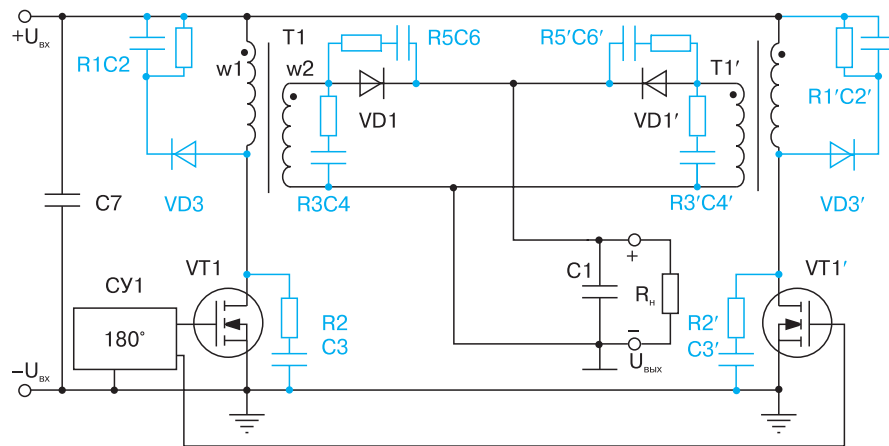 +Uвх
R1C2
w1
T1
w2
R5C6
R5′C6′
T1′
R1′C2′
VD1
VD1′
VD3
R3C4
R3′C4′
VD3′
C7
VT1
СУ1
180°
R2
C3
C1
+
Rн
−
Uвых
R2′
C3′
VT1′
−Uвх